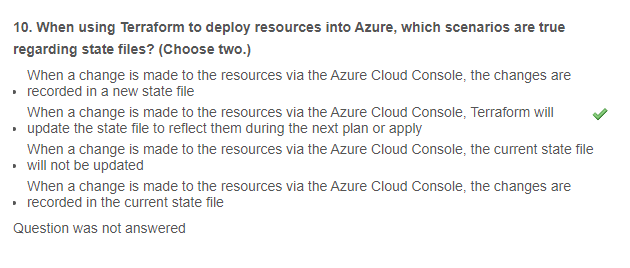 10. When using Terraform to deploy resources into Azure, which scenarios are true
regarding state files? (Choose two.)
When a change is made to the resources via the Azure Cloud Console, the changes are
• recorded in a new state file
When a change is made to the resources via the Azure Cloud Console, Terraform will
• update the state file to reflect them during the next plan or apply
When a change is made to the resources via the Azure Cloud Console, the current state file
• will not be updated
When a change is made to the resources via the Azure Cloud Console, the changes are
• recorded in the current state file
Question was not answered